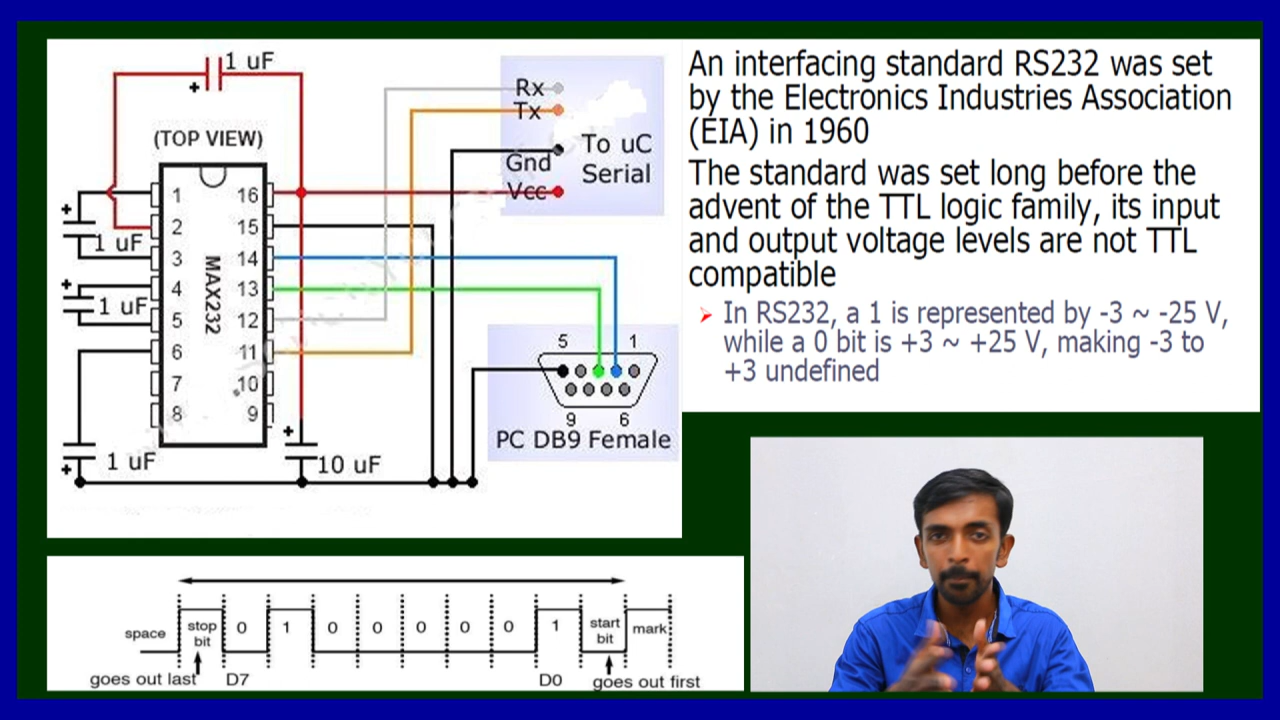 1 uF
+
(TOP VIEW)
Rx
Tx
To uC
Gnd
Serial
Vcc
An interfacing standard RS232 was set
by the Electronics Industries Association
(EIA) in 1960
The standard was set long before the
advent of the TTL logic family, its input
and output voltage levels are not TTL
compatible
➢ In RS232, a 1 is represented by -3 ~ -25 V,
while a 0 bit is +3 ~ +25 V, making -3 to
+3 undefined
1 16
2 15
3 14
4 13
5 12
6 11
7 10
8 9
MAX232
+
1 uF
+
1 uF
+
1 uF
+
10 uF
5 1
9 6
PC DB9 Female
space stop bit 0 1 0 0 0 0 0 1 start bit mark
goes out last D7 D0 goes out first